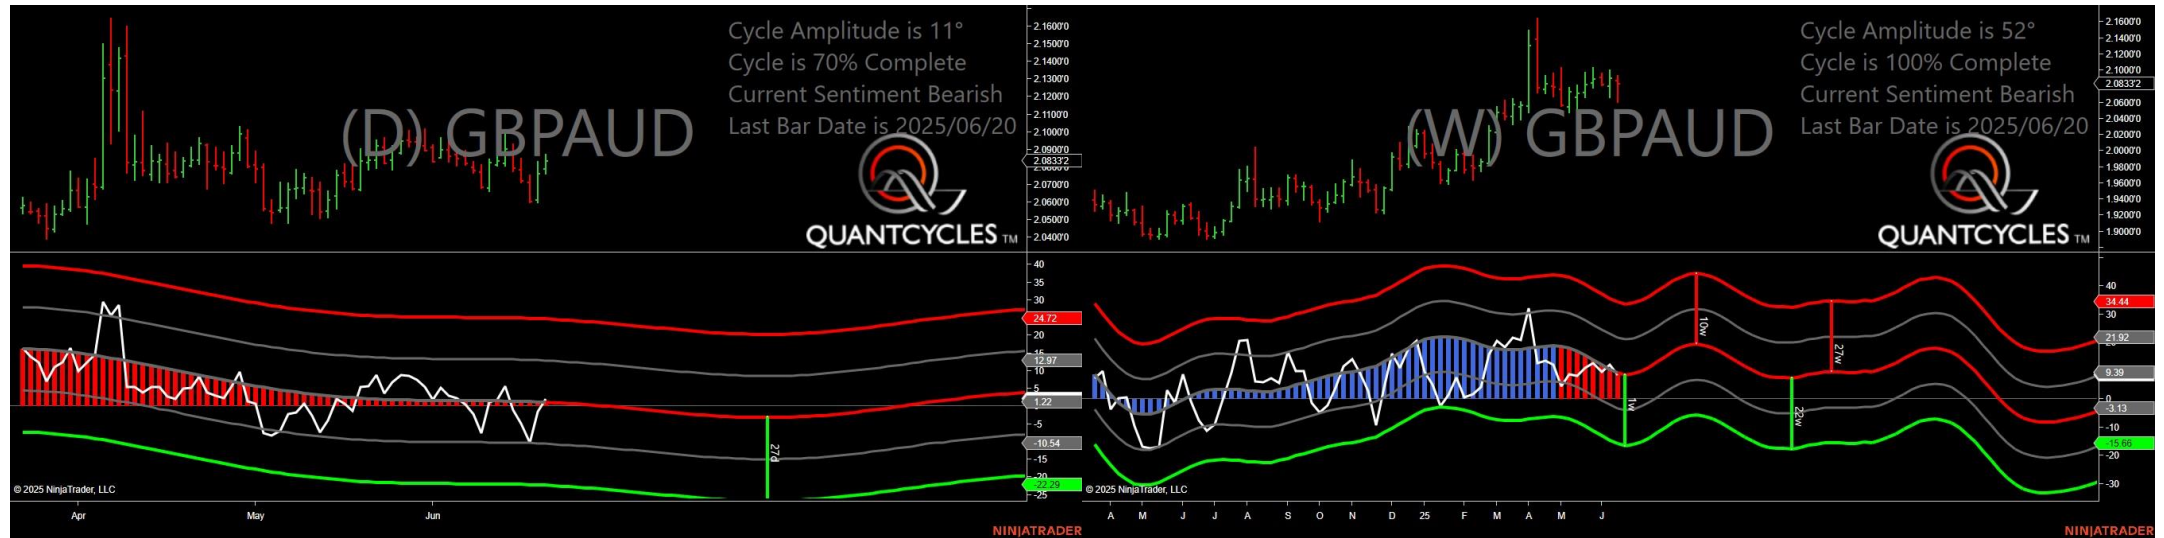 Cycle Amplitude is 11°
Cycle is 70% Complete
Current Sentiment Bearish
Last Bar Date is 2025/06/20
(D) GBPAUD
QUANTCYCLES TM
2.1600'0
2.1500'0
2.1400'0
2.1300'0
2.1200'0
2.1100'0
2.1000'0
2.0900'0
2.0833'2
2.0700'0
2.0600'0
2.0500'0
2.0400'0
40
35
30
24.72
20
15
12.97
10
5
1.22
-5
-10.54
-15
-20
-22.29
-25
27d
© 2025 NinjaTrader, LLC
Apr
May
Jun
NINJATRADER
Cycle Amplitude is 52°
Cycle is 100% Complete
Current Sentiment Bearish
Last Bar Date is 2025/06/20
(W) GBPAUD
QUANTCYCLES TM
2.1600'0
2.1400'0
2.1200'0
2.1000'0
2.0833'2
2.0600'0
2.0400'0
2.0200'0
2.0000'0
1.9800'0
1.9600'0
1.9400'0
1.9200'0
1.9000'0
40
34.44
30
21.92
9.39
0
-3.13
-10
-15.66
-20
-30
1w
10w
22w
27w
© 2025 NinjaTrader, LLC
A M J J A S O N D 25 F M A M J
NINJATRADER